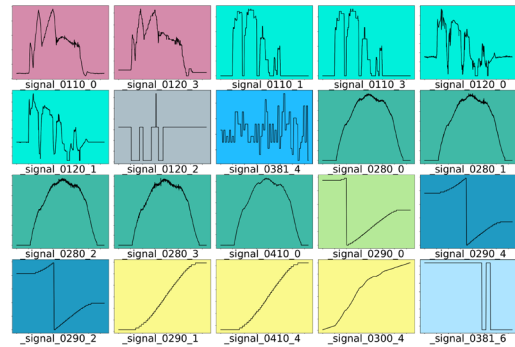 _signal_0110_0 _signal_0120_3 _signal_0110_1 _signal_0110_3 _signal_0120_0
_signal_0120_1 _signal_0120_2 _signal_0381_4 _signal_0280_0 _signal_0280_1
_signal_0280_2 _signal_0280_3 _signal_0410_0 _signal_0290_0 _signal_0290_4
_signal_0290_2 _signal_0290_1 _signal_0410_4 _signal_0300_4 _signal_0381_6